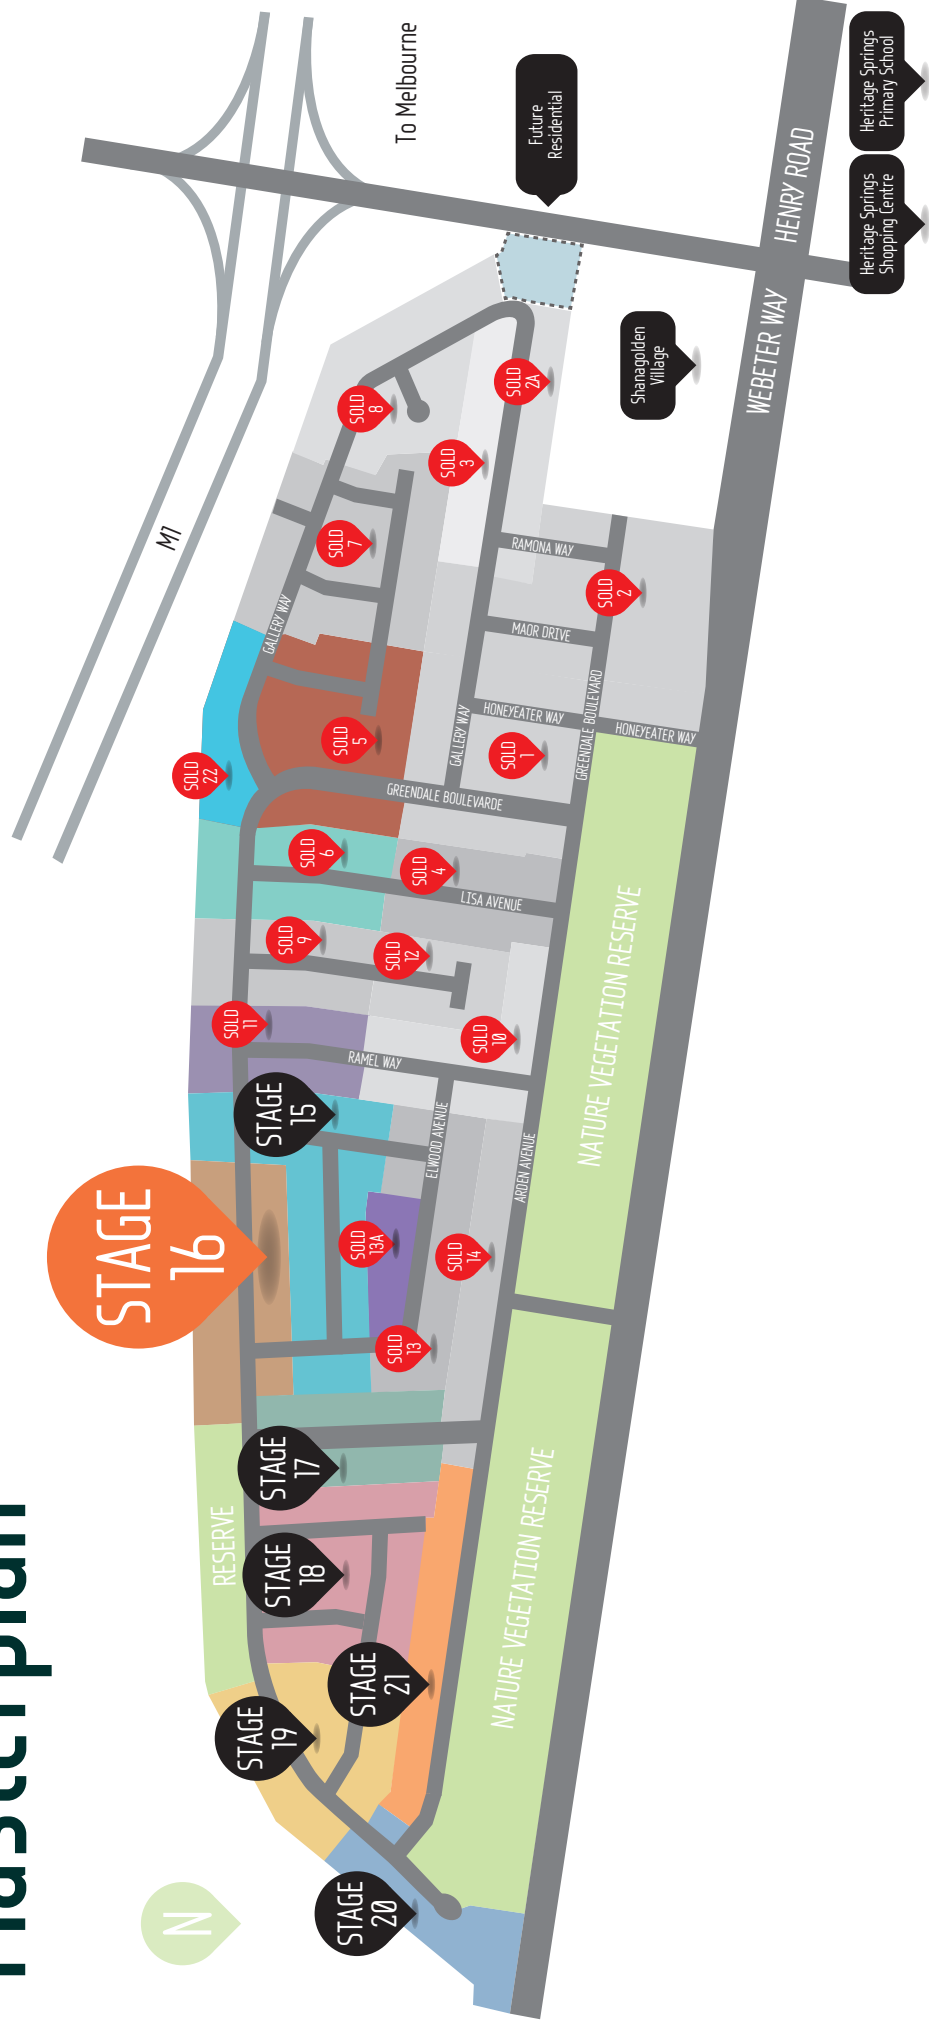 masterplan
N
STAGE
20
STAGE
19
STAGE
21
STAGE
18
STAGE
17
RESERVE
STAGE
16
STAGE
15
SOLD
13
SOLD
13A
SOLD
14
SOLD
11
SOLD
10
SOLD
9
SOLD
12
SOLD
6
SOLD
4
SOLD
22
SOLD
5
SOLD
1
SOLD
7
SOLD
2
SOLD
3
SOLD
8
SOLD
2A
M1
To Melbourne
GALLERY WAY
GALLERY WAY
RAMONA WAY
MAOR DRIVE
HONEYEATER WAY
HONEYEATER WAY
GREENDALE BOULEVARD
GREENDALE BOULEVARDE
LISA AVENUE
RAMEL WAY
ELWOOD AVENUE
ARDEN AVENUE
NATURE VEGETATION RESERVE
NATURE VEGETATION RESERVE
WEBETER WAY
HENRY ROAD
Future
Residential
Shanagolden
Village
Heritage Springs
Shopping Centre
Heritage Springs
Primary School